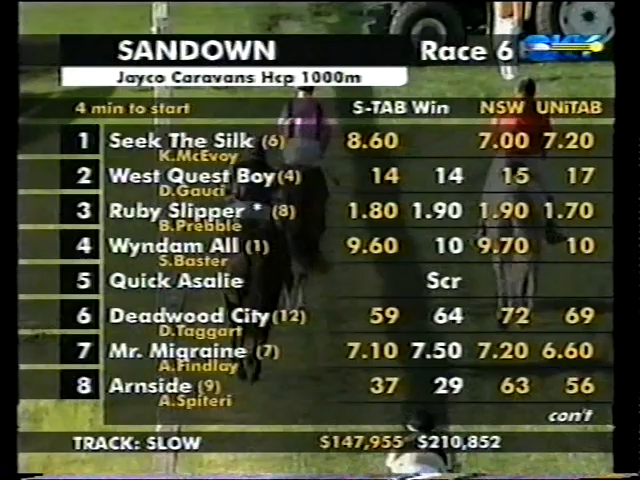 SANDOWN Race 6 SKY
Jayco Caravans Hcp 1000m
4 min to start S-TAB Win NSW UNiTAB
1 Seek The Silk (6) 8.60 7.00 7.20
K.McEvoy
2 West Quest Boy (4) 14 14 15 17
D.Gauci
3 Ruby Slipper * (8) 1.80 1.90 1.90 1.70
B.Prebble
4 Wyndam All (1) 9.60 10 9.70 10
S.Baster
5 Quick Asalie Scr
6 Deadwood City (12) 59 64 72 69
D.Taggart
7 Mr. Migraine (7) 7.10 7.50 7.20 6.60
A.Findlay
8 Arnside (9) 37 29 63 56
A.Spiteri
con't
TRACK: SLOW $147,955 $210,852